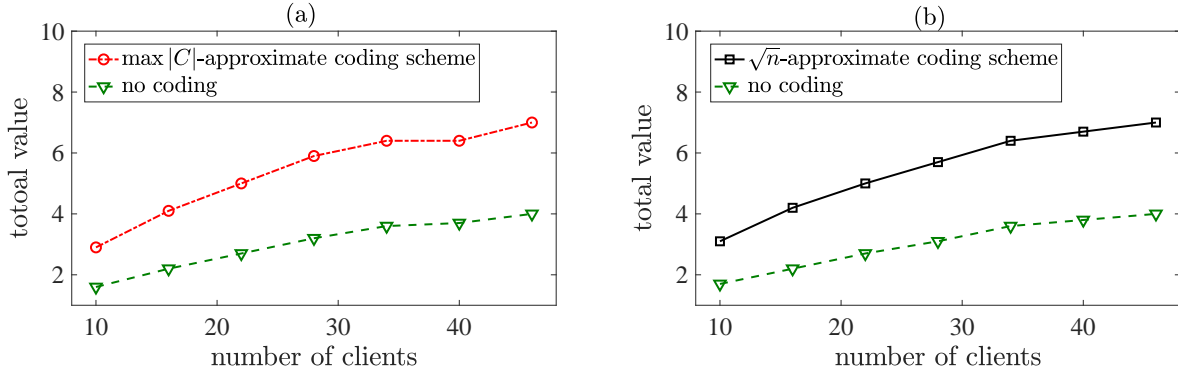 (a)
10
8
6
4
2
totoal value
max |C|-approximate coding scheme
no coding
10
20
30
40
number of clients
(b)
10
8
6
4
2
total value
√n-approximate coding scheme
no coding
10
20
30
40
number of clients